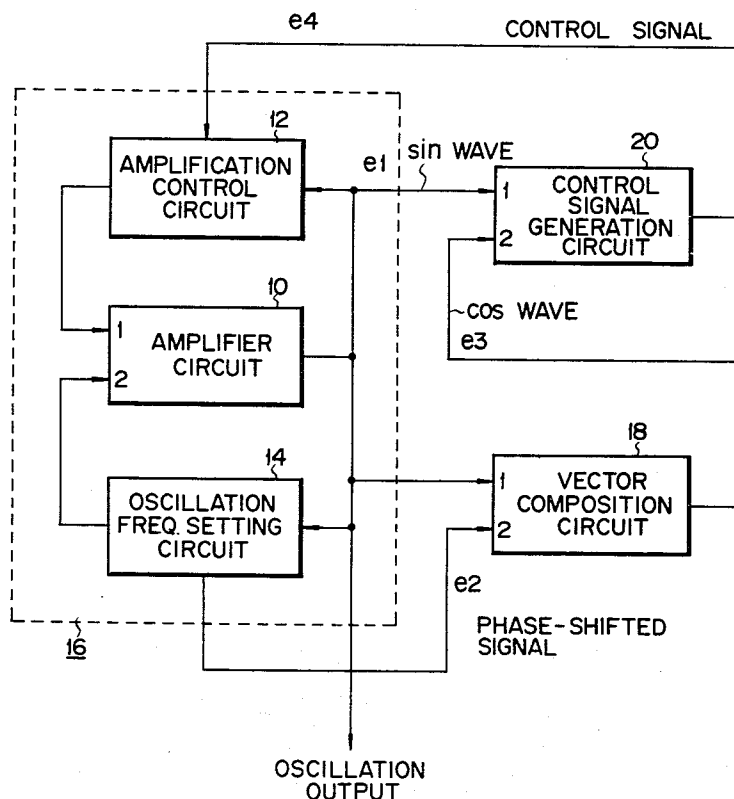 e4
CONTROL SIGNAL
12
AMPLIFICATION
CONTROL
CIRCUIT
e1
sin WAVE
20
1
2
CONTROL
SIGNAL
GENERATION
CIRCUIT
10
1
2
AMPLIFIER
CIRCUIT
cos WAVE
e3
14
OSCILLATION
FREQ. SETTING
CIRCUIT
18
1
2
VECTOR
COMPOSITION
CIRCUIT
e2
16
PHASE-SHIFTED
SIGNAL
OSCILLATION
OUTPUT